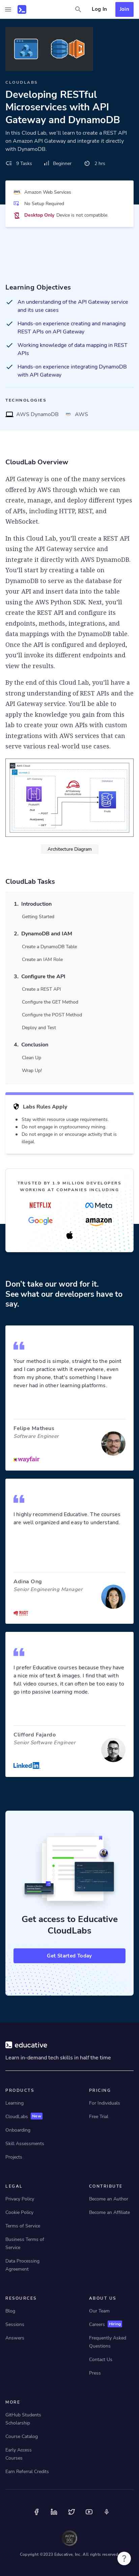 Log In
Join
CLOUDLABS
Developing RESTful
Microservices with API
Gateway and DynamoDB
In this Cloud Lab, we'll learn to create a REST API
on Amazon API Gateway and integrate it directly
with DynamoDB.
9 Tasks
Beginner
2 hrs
Amazon Web Services
No Setup Required
Desktop Only Device is not compatible.
Learning Objectives
An understanding of the API Gateway service
and its use cases
Hands-on experience creating and managing
REST APIs on API Gateway
Working knowledge of data mapping in REST
APIs
Hands-on experience integrating DynamoDB
with API Gateway
TECHNOLOGIES
AWS DynamoDB
AWS
CloudLab Overview
API Gateway is one of the many services
offered by AWS through which we can
create, manage, and deploy different types
of APIs, including HTTP, REST, and
WebSocket.
In this Cloud Lab, you'll create a REST API
using the API Gateway service and
integrate it directly with AWS DynamoDB.
You'll start by creating a table on
DynamoDB to serve as the database for
your API and insert data into the table
using the AWS Python SDK. Next, you'll
create the REST API and configure its
endpoints, methods, integrations, and
mappings to the DynamoDB table. Once
the REST API is configured and deployed,
you'll invoke its different methods and
view the results.
By the end of this Cloud Lab, you'll have a
strong understanding of REST APIs and the
API Gateway service. You'll be able to
apply the knowledge you gain from this
Lab to create your own APIs and their
integrations with AWS services that can
serve various real-world use cases.
Architecture Diagram
CloudLab Tasks
1. Introduction
Getting Started
2. DynamoDB and IAM
Create a DynamoDB Table
Create an IAM Role
3. Configure the API
Create a REST API
Configure the GET Method
Configure the POST Method
Deploy and Test
4. Conclusion
Clean Up
Wrap Up!
Labs Rules Apply
Stay within resource usage requirements.
Do not engage in cryptocurrency mining.
Do not engage in or encourage activity that is
illegal.
TRUSTED BY 1.9 MILLION DEVELOPERS
WORKING AT COMPANIES INCLUDING
NETFLIX
Meta
Google
amazon
Don't take our word for it.
See what our developers have to
say.
Your method is simple, straight to the point
and I can practice with it everywhere, even
from my phone, that's something I have
never had in other learning platforms.
Felipe Matheus
Software Engineer
wayfair
I highly recommend Educative. The courses
are well organized and easy to understand.
Adina Ong
Senior Engineering Manager
I prefer Educative courses because they have
a nice mix of text & images. I find that with
full video courses, it can often be too easy to
go into passive learning mode.
Clifford Fajardo
Senior Software Engineer
LinkedIn
Get access to Educative
CloudLabs
Get Started Today
educative
Learn in-demand tech skills in half the time
PRODUCTS
Learning
CloudLabs New
Onboarding
Skill Assessments
Projects
PRICING
For Individuals
Free Trial
LEGAL
Privacy Policy
Cookie Policy
Terms of Service
Business Terms of
Service
Data Processing
Agreement
CONTRIBUTE
Become an Author
Become an Affiliate
RESOURCES
Blog
Sessions
Answers
ABOUT US
Our Team
Careers Hiring
Frequently Asked
Questions
Contact Us
Press
MORE
GitHub Students
Scholarship
Course Catalog
Early Access
Courses
Earn Referral Credits
Copyright ©2023 Educative, Inc. All rights reserved.